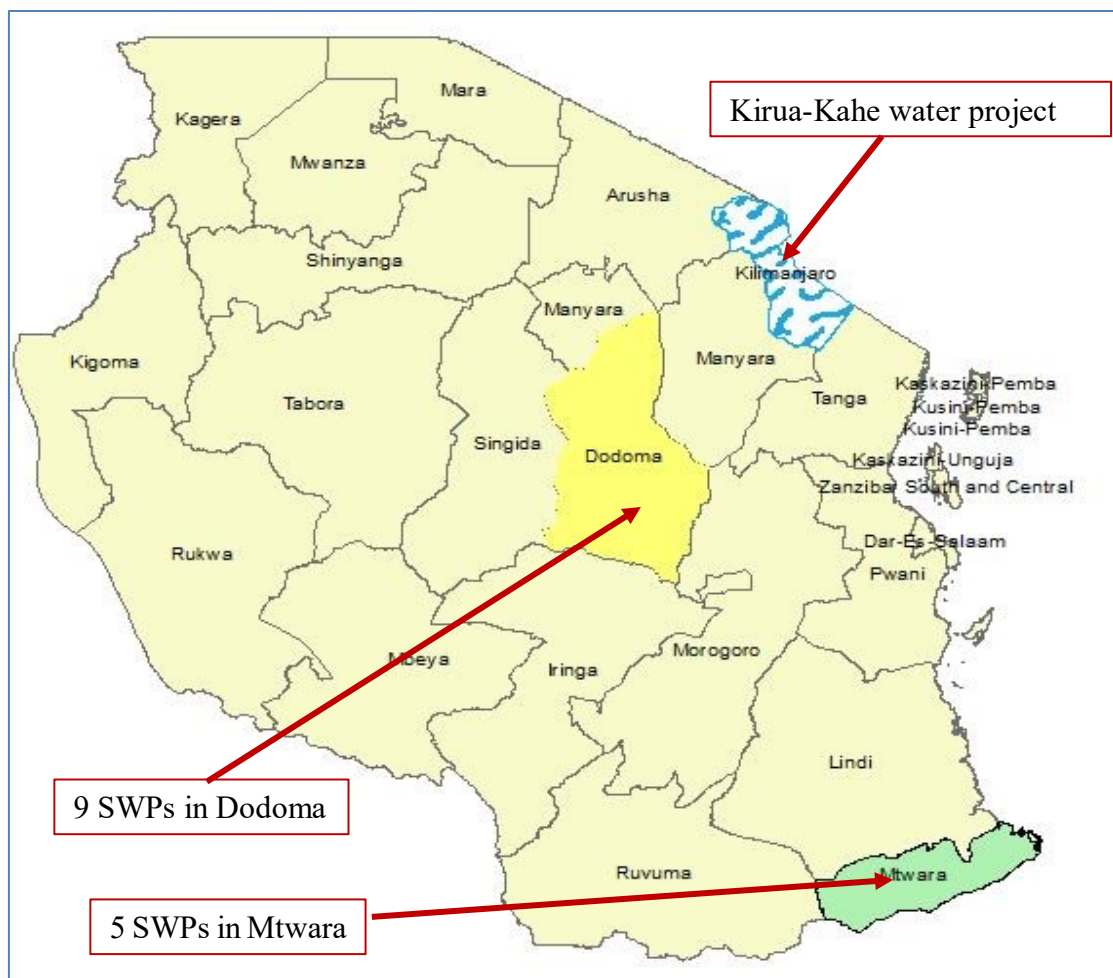 Mara
Kagera
Kirua-Kahe water project
Mwanza
Arusha
Shinyanga
Kilimanjaro
Manyara
Kigoma
Manyara
Kaskazini-Pemba
Tabora
Tanga
Kusini-Pemba
Kusini-Pemba
Singida
Dodoma
Kaskazini-Unguja
Zanzibar South and Central
Rukwa
Dar-Es-Salaam
Pwani
Mbeya
Iringa
Morogoro
Lindi
9 SWPs in Dodoma
Ruvuma
Mtwara
5 SWPs in Mtwara